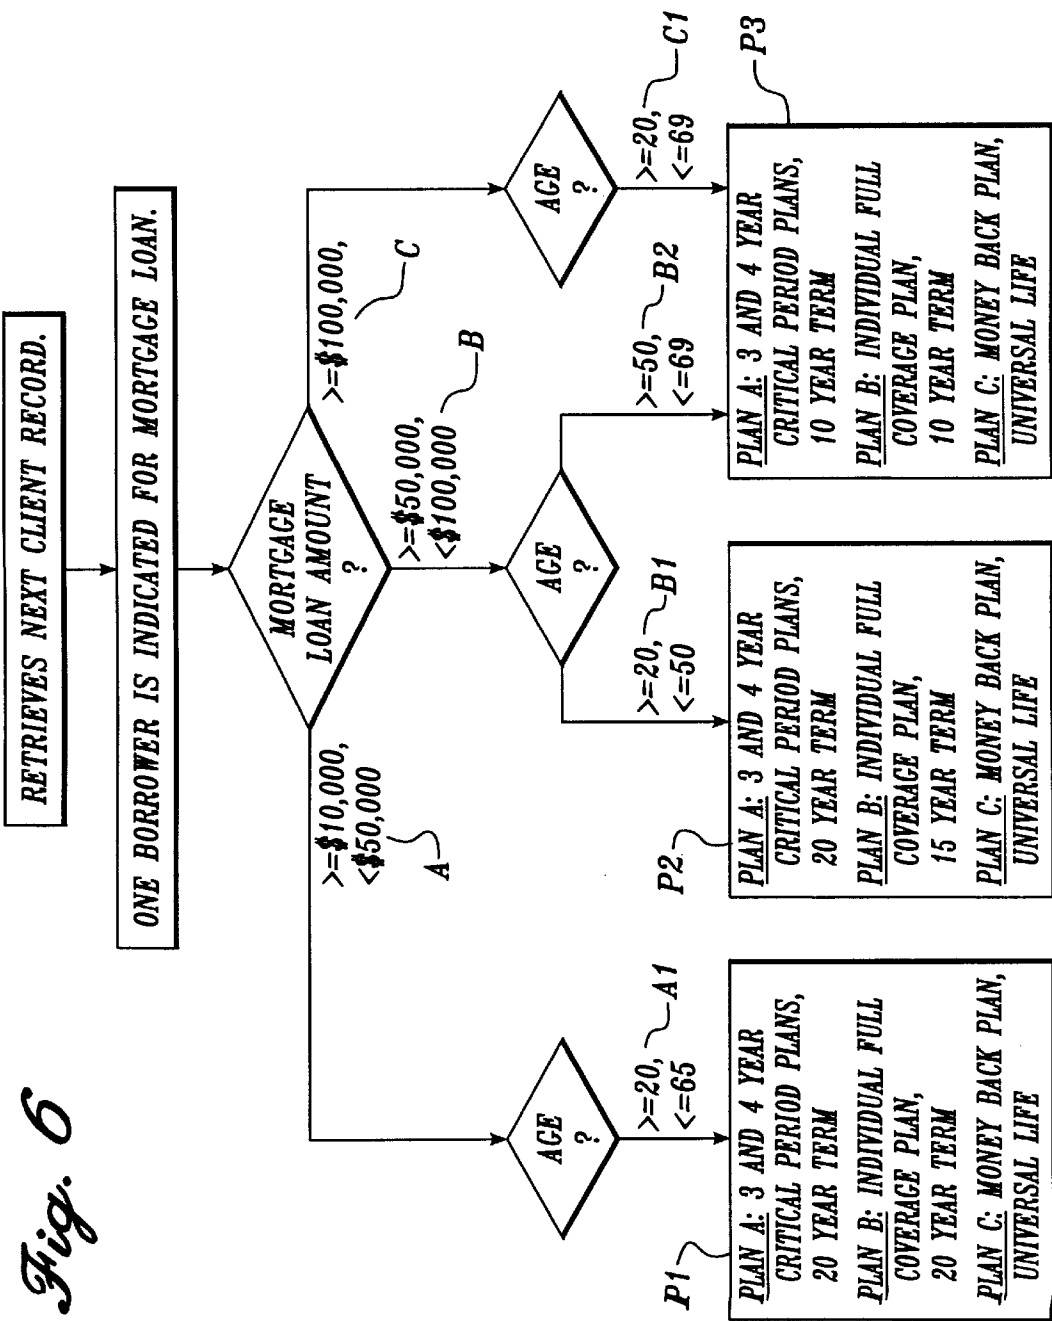 Fig. 6
RETRIEVES NEXT CLIENT RECORD.
ONE BORROWER IS INDICATED FOR MORTGAGE LOAN.
MORTGAGE
LOAN AMOUNT
?
>=$10,000,
<$50,000
A
>=$50,000,
<$100,000
B
>=$100,000,
C
AGE
?
>=20,
<=65
A1
AGE
?
>=20,
<=50
B1
>=50,
<=69
B2
AGE
?
>=20,
<=69
C1
P1
PLAN A: 3 AND 4 YEAR
CRITICAL PERIOD PLANS,
20 YEAR TERM
PLAN B: INDIVIDUAL FULL
COVERAGE PLAN,
20 YEAR TERM
PLAN C: MONEY BACK PLAN,
UNIVERSAL LIFE
P2
PLAN A: 3 AND 4 YEAR
CRITICAL PERIOD PLANS,
20 YEAR TERM
PLAN B: INDIVIDUAL FULL
COVERAGE PLAN,
15 YEAR TERM
PLAN C: MONEY BACK PLAN,
UNIVERSAL LIFE
P3
PLAN A: 3 AND 4 YEAR
CRITICAL PERIOD PLANS,
10 YEAR TERM
PLAN B: INDIVIDUAL FULL
COVERAGE PLAN,
10 YEAR TERM
PLAN C: MONEY BACK PLAN,
UNIVERSAL LIFE